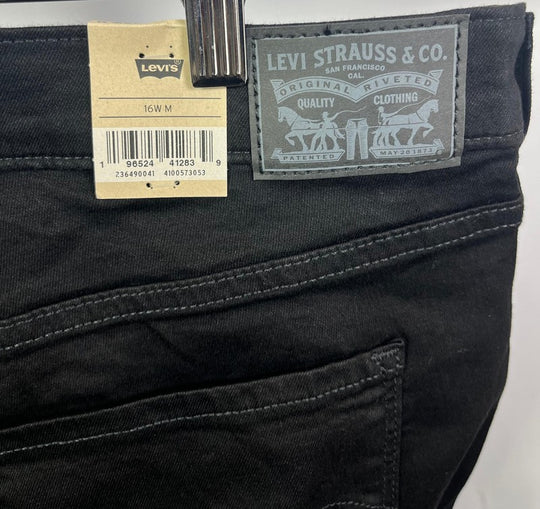 Levi's
16W M
1 96524 41283 9
236490041 4100573053
LEVI STRAUSS & CO.
SAN FRANCISCO
CAL.
ORIGINAL RIVETED
QUALITY CLOTHING
PATENTED MAY 20 1873